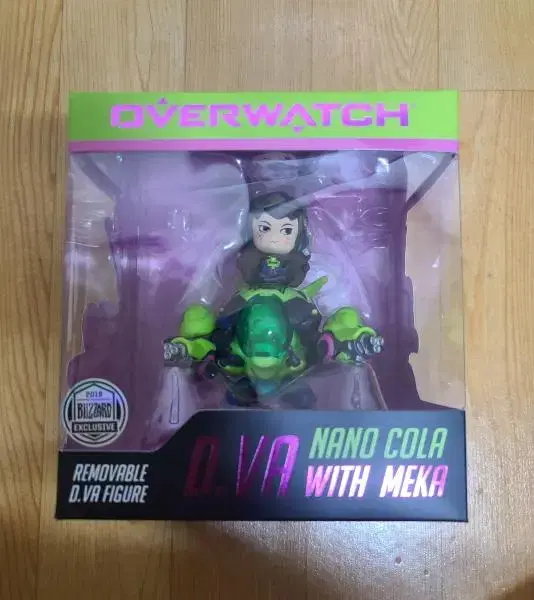 OVERWATCH
2019
BLIZZARD
EXCLUSIVE
REMOVABLE
D.VA FIGURE
D.VA
NANO COLA
WITH MEKA